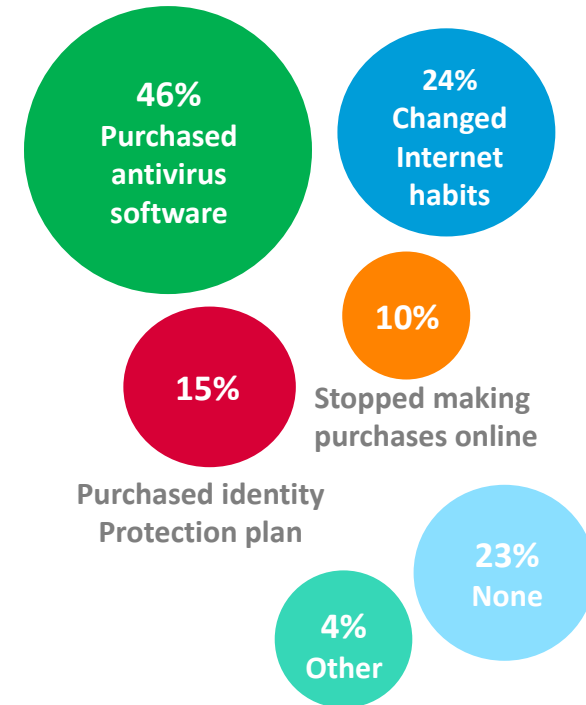 46%
Purchased
antivirus
software
24%
Changed
Internet
habits
10%
Stopped making
purchases online
15%
Purchased identity
Protection plan
23%
None
4%
Other